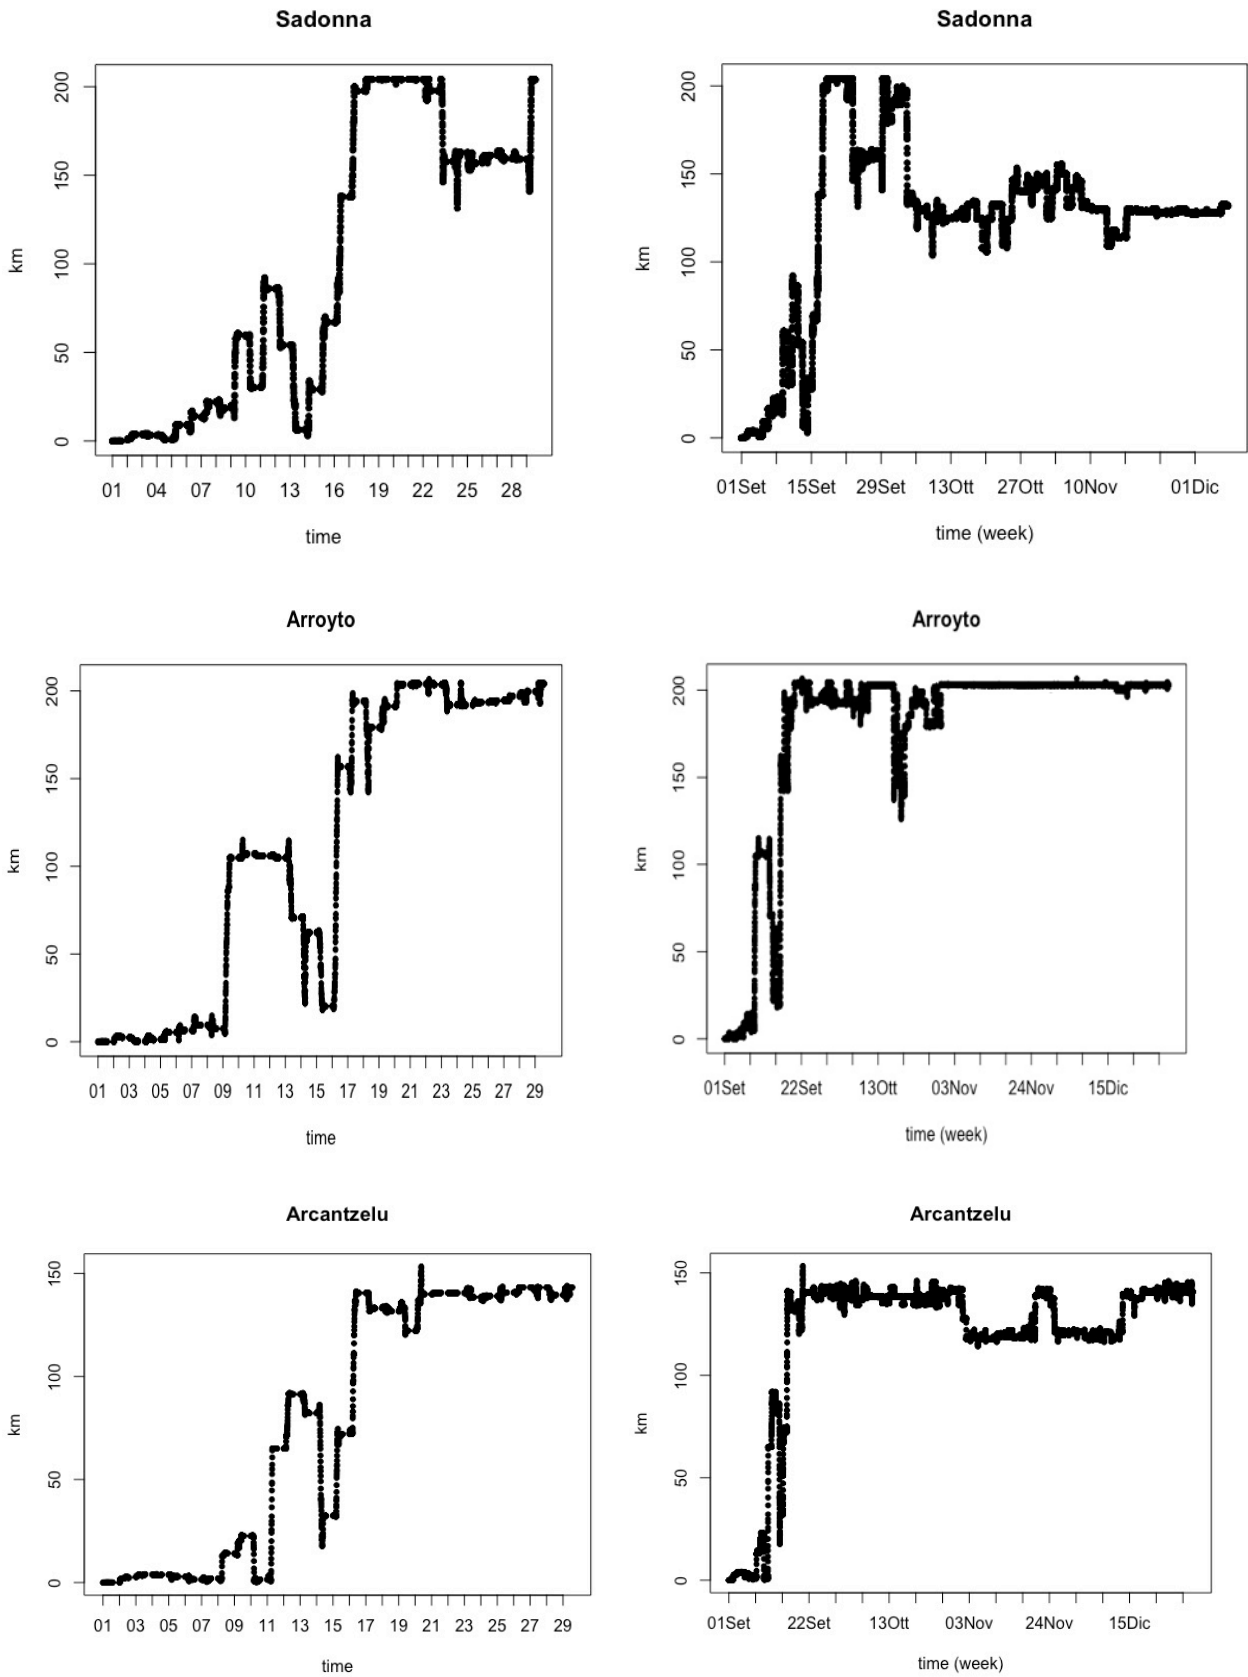 Sadonna
Sadonna
200
150
100
50
0
km
01 04 07 10 13 16 19 22 25 28
time
200
150
100
50
0
km
01Set 15Set 29Set 13Ott 27Ott 10Nov 01Dic
time (week)
Arroyto
Arroyto
200
150
100
50
0
km
01 03 05 07 09 11 13 15 17 19 21 23 25 27 29
time
200
150
100
50
0
km
01Set 22Set 13Ott 03Nov 24Nov 15Dic
time (week)
Arcantzelu
Arcantzelu
150
100
50
0
km
01 03 05 07 09 11 13 15 17 19 21 23 25 27 29
time
150
100
50
0
km
01Set 22Set 13Ott 03Nov 24Nov 15Dic
time (week)